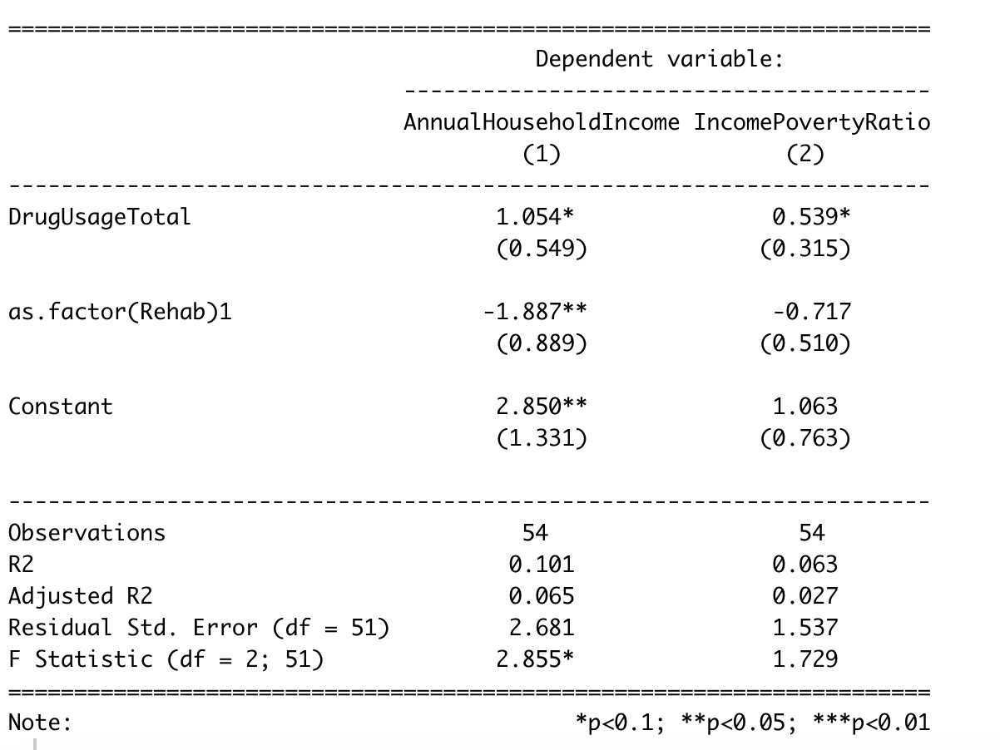 ======================================================================
Dependent variable:
----------------------------------------
AnnualHouseholdIncome IncomePovertyRatio
(1) (2)
----------------------------------------------------------------------
DrugUsageTotal 1.054* 0.539*
(0.549) (0.315)
as.factor(Rehab)1 -1.887** -0.717
(0.889) (0.510)
Constant 2.850** 1.063
(1.331) (0.763)
----------------------------------------------------------------------
Observations 54 54
R2 0.101 0.063
Adjusted R2 0.065 0.027
Residual Std. Error (df = 51) 2.681 1.537
F Statistic (df = 2; 51) 2.855* 1.729
======================================================================
Note: *p<0.1; **p<0.05; ***p<0.01